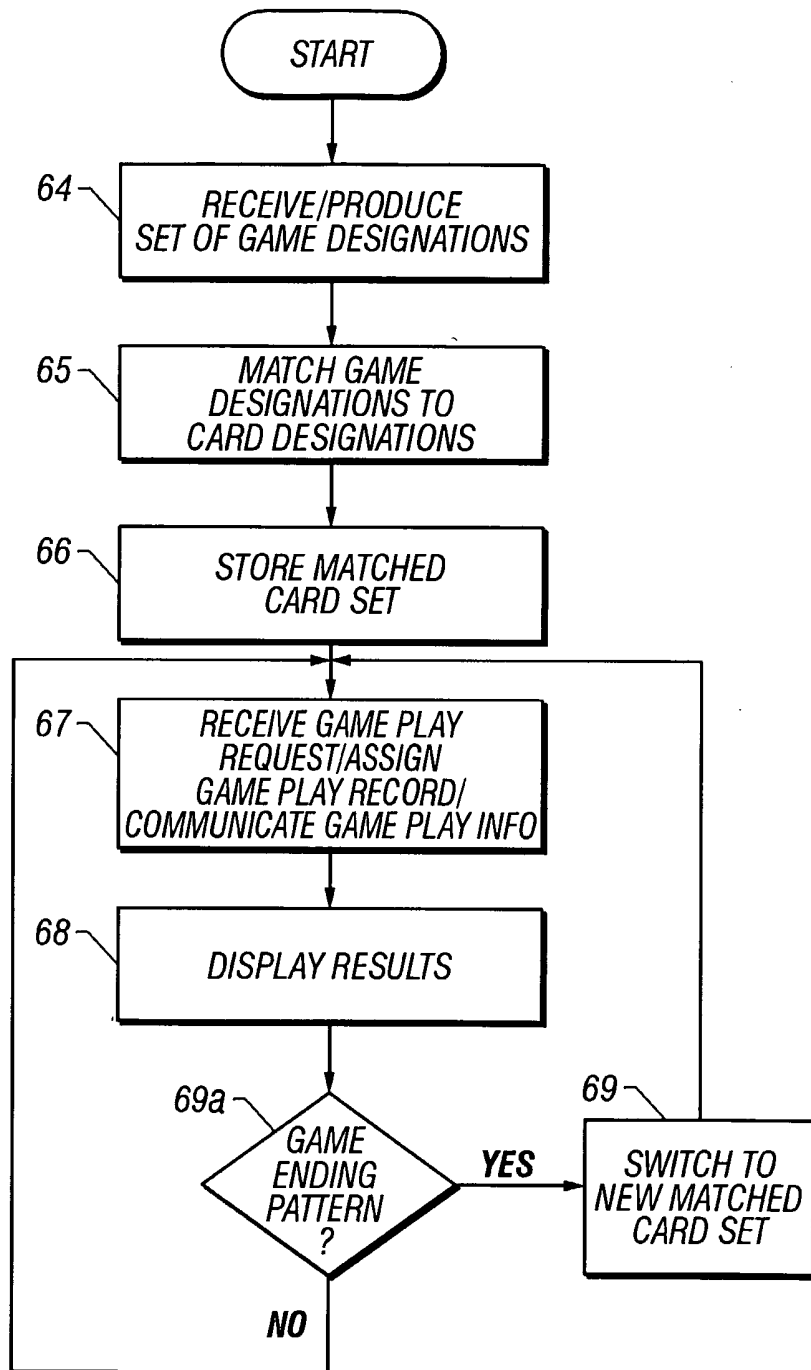 START
64
RECEIVE/PRODUCE
SET OF GAME DESIGNATIONS
65
MATCH GAME
DESIGNATIONS TO
CARD DESIGNATIONS
66
STORE MATCHED
CARD SET
67
RECEIVE GAME PLAY
REQUEST/ASSIGN
GAME PLAY RECORD/
COMMUNICATE GAME PLAY INFO
68
DISPLAY RESULTS
69a
GAME
ENDING
PATTERN
?
YES
69
SWITCH TO
NEW MATCHED
CARD SET
NO